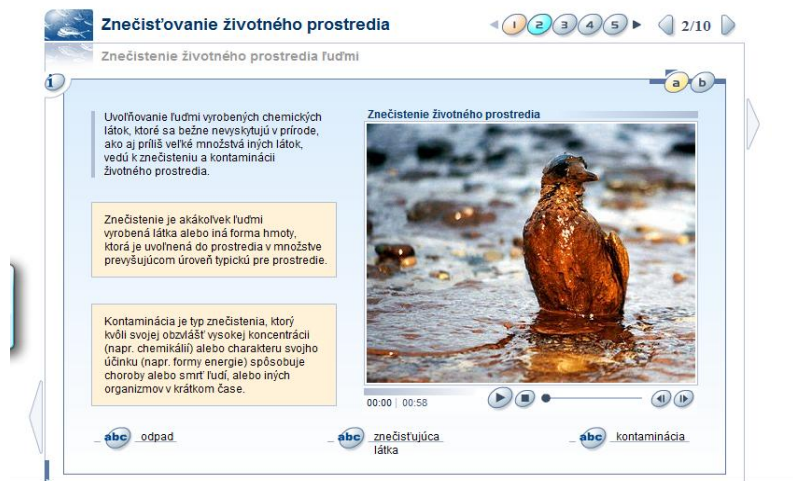 Znečisťovanie životného prostredia
1 2 3 4 5
2/10
Znečistenie životného prostredia ľuďmi
i
a b
Uvoľňovanie ľuďmi vyrobených chemických
látok, ktoré sa bežne nevyskytujú v prírode,
ako aj príliš veľké množstvá iných látok,
vedú k znečisteniu a kontaminácii
životného prostredia.
Znečistenie životného prostredia
Znečistenie je akákoľvek ľuďmi
vyrobená látka alebo iná forma hmoty,
ktorá je uvoľnená do prostredia v množstve
prevyšujúcom úroveň typickú pre prostredie.
Kontaminácia je typ znečistenia, ktorý
kvôli svojej obzvlášť vysokej koncentrácii
(napr. chemikálií) alebo charakteru svojho
účinku (napr. formy energie) spôsobuje
choroby alebo smrť ľudí, alebo iných
organizmov v krátkom čase.
00:00 | 00:58
abc odpad
abc znečisťujúca
látka
abc kontaminácia